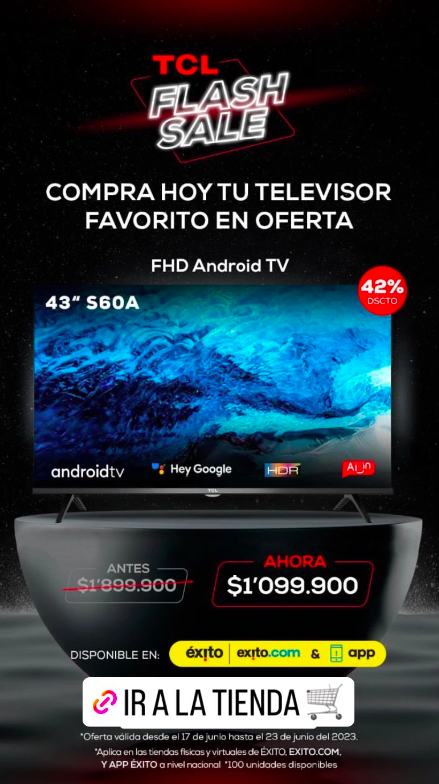 TCL
FLASH
SALE
COMPRA HOY TU TELEVISOR
FAVORITO EN OFERTA
FHD Android TV
42%
DSCTO
43“ S60A
androidtv
Hey Google
HDR
TCL
ANTES
$1'899.900
AHORA
$1'099.900
DISPONIBLE EN:
éxito
exito.com
&
app
IR A LA TIENDA
*Oferta válida desde el 17 de junio hasta el 23 de junio del 2023.
*Aplica en las tiendas físicas y virtuales de ÉXITO, EXITO.COM,
Y APP ÉXITO a nivel nacional *100 unidades disponibles